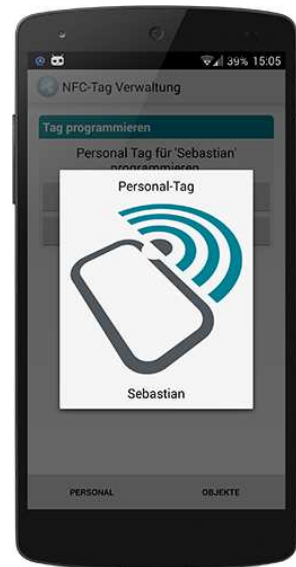 39% 15:05
NFC-Tag Verwaltung
Tag programmieren
Personal Tag für 'Sebastian'
programmieren
Personal-Tag
Sebastian
PERSONAL
OBJEKTE